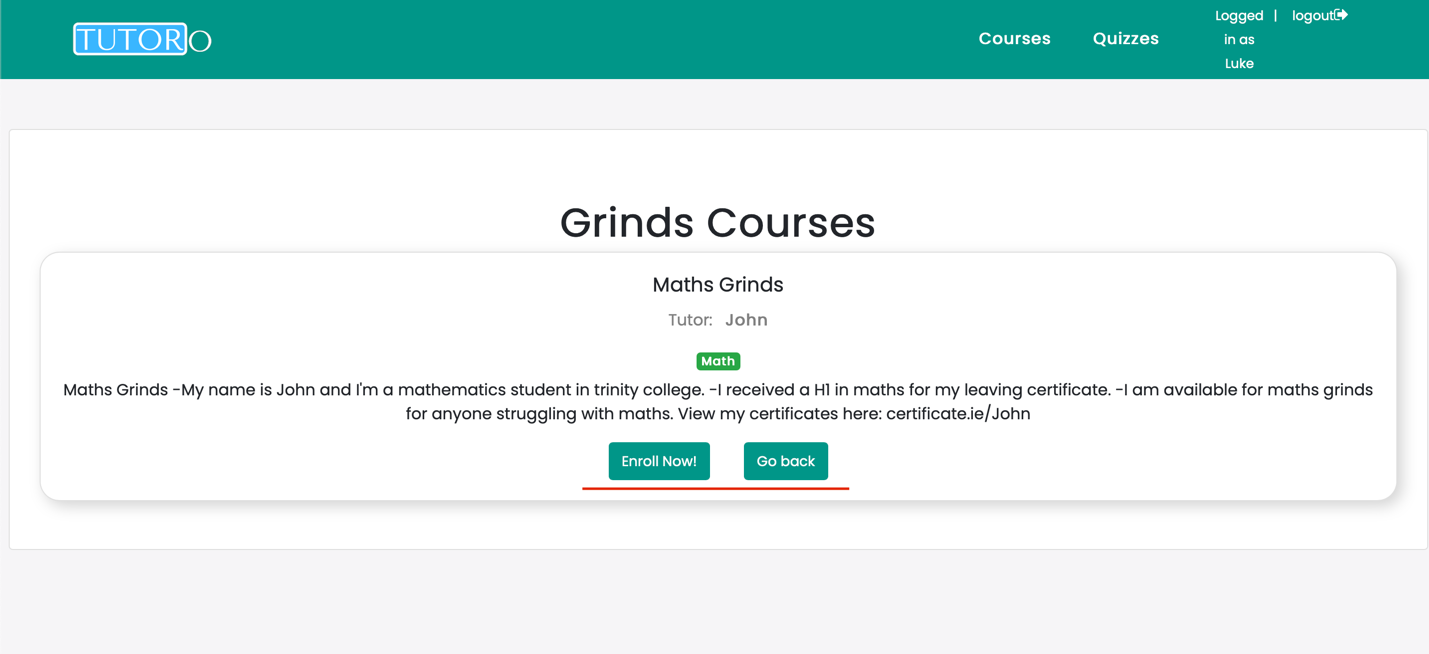 TUTORO
Courses
Quizzes
Logged | logout
in as
Luke
Grinds Courses
Maths Grinds
Tutor: John
Math
Maths Grinds -My name is John and I'm a mathematics student in trinity college. -I received a H1 in maths for my leaving certificate. -I am available for maths grinds
for anyone struggling with maths. View my certificates here: certificate.ie/John
Enroll Now!
Go back